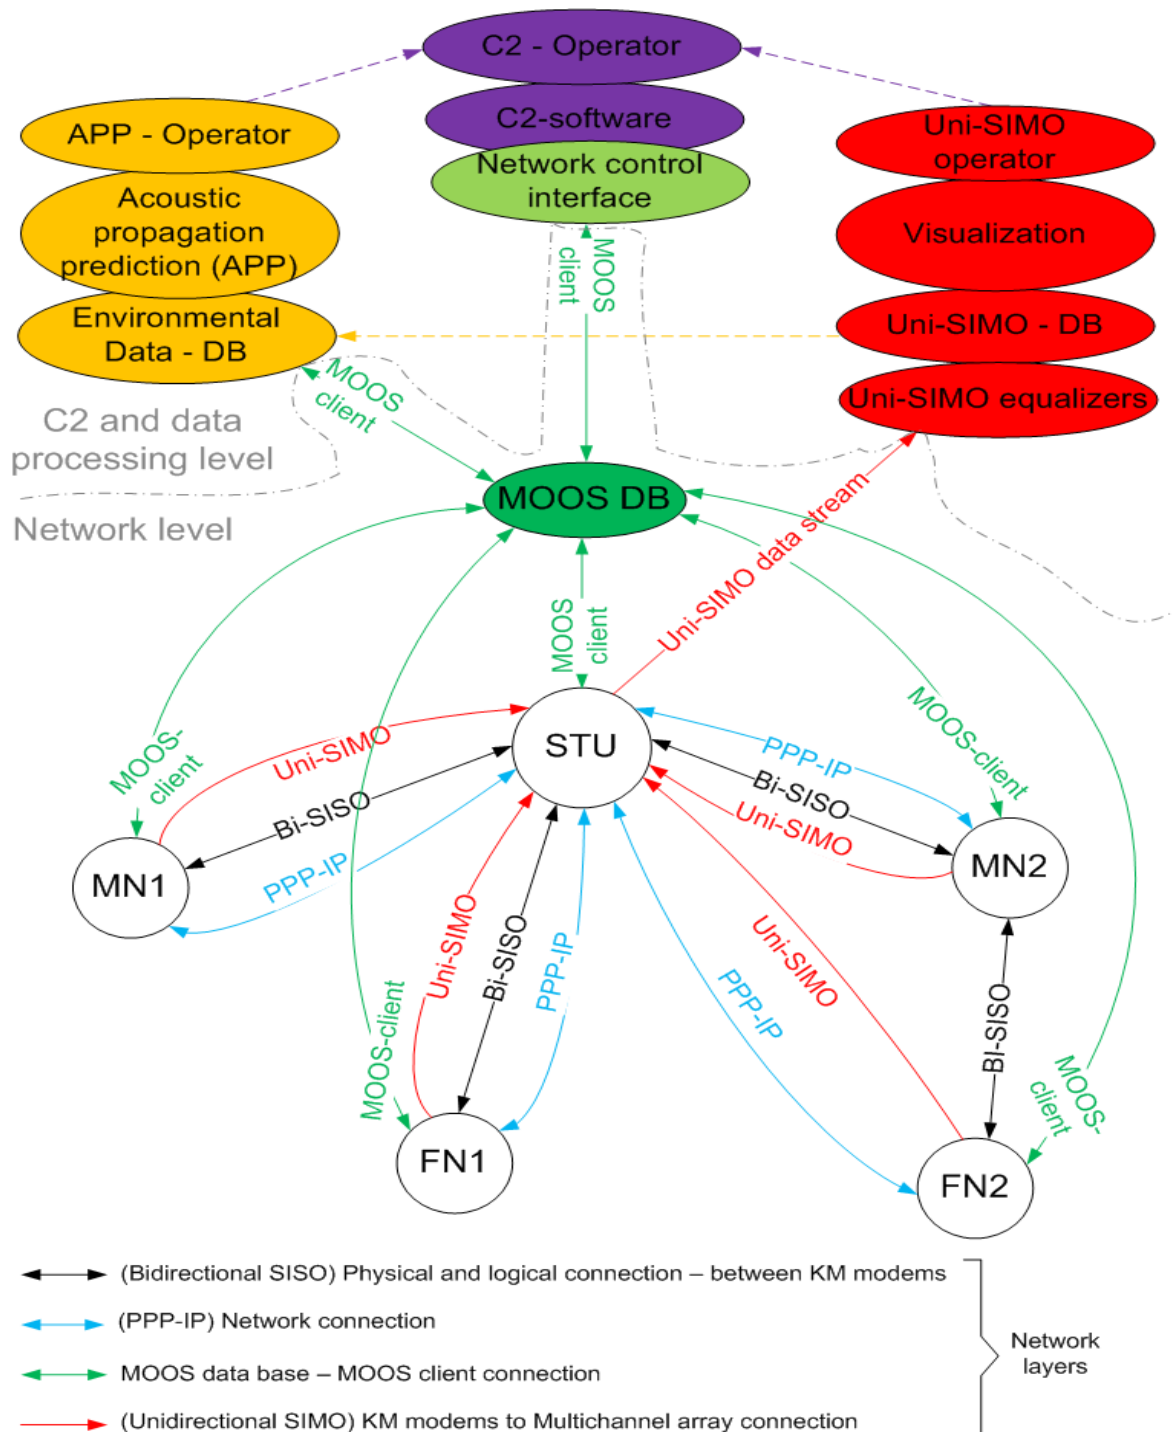 C2 - Operator
C2-software
Network control
interface
APP - Operator
Acoustic
propagation
prediction (APP)
Environmental
Data - DB
Uni-SIMO
operator
Visualization
Uni-SIMO - DB
Uni-SIMO equalizers
MOOS
client
MOOS
client
C2 and data
processing level
Network level
MOOS DB
Uni-SIMO data stream
MOOS
client
MOOS-
client
MOOS-client
STU
Uni-SIMO
Bi-SISO
PPP-IP
PPP-IP
Bi-SISO
Uni-SIMO
MN1
MN2
Uni-SIMO
Bi-SISO
PPP-IP
PPP-IP
Uni-SIMO
BI-SISO
MOOS-client
MOOS-
client
FN1
FN2
(Bidirectional SISO) Physical and logical connection – between KM modems
(PPP-IP) Network connection
MOOS data base – MOOS client connection
(Unidirectional SIMO) KM modems to Multichannel array connection
Network
layers